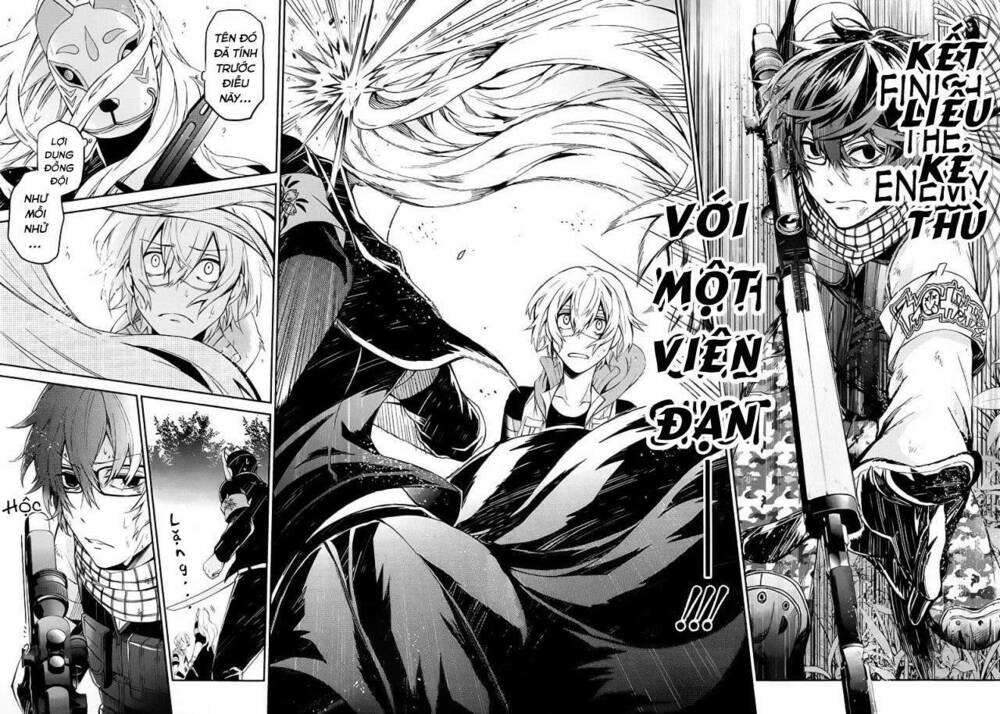 KẾT
LIỄU
KẺ
THÙ
FINISH
THE
ENEMY
VỚI
MỘT
VIÊN
ĐẠN
!!!!
TÊN ĐÓ
ĐÃ TÍNH
TRƯỚC
ĐIỀU
NÀY...
LỢI
DỤNG
ĐỒNG
ĐỘI
NHƯ
MỒI
NHỬ
...
Lặng.
HỘC